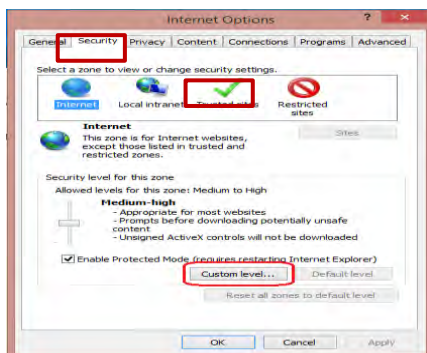 Internet Options ? ×
General Security Privacy Content Connections Programs Advanced
Select a zone to view or change security settings.
Internet Local intranet Trusted sites Restricted
sites
Internet
Sites
This zone is for Internet websites,
except those listed in trusted and
restricted zones.
Security level for this zone
Allowed levels for this zone: Medium to High
Medium-high
- Appropriate for most websites
- Prompts before downloading potentially unsafe
content
- Unsigned ActiveX controls will not be downloaded
Enable Protected Mode (requires restarting Internet Explorer)
Custom level... Default level
Reset all zones to default level
OK Cancel Apply